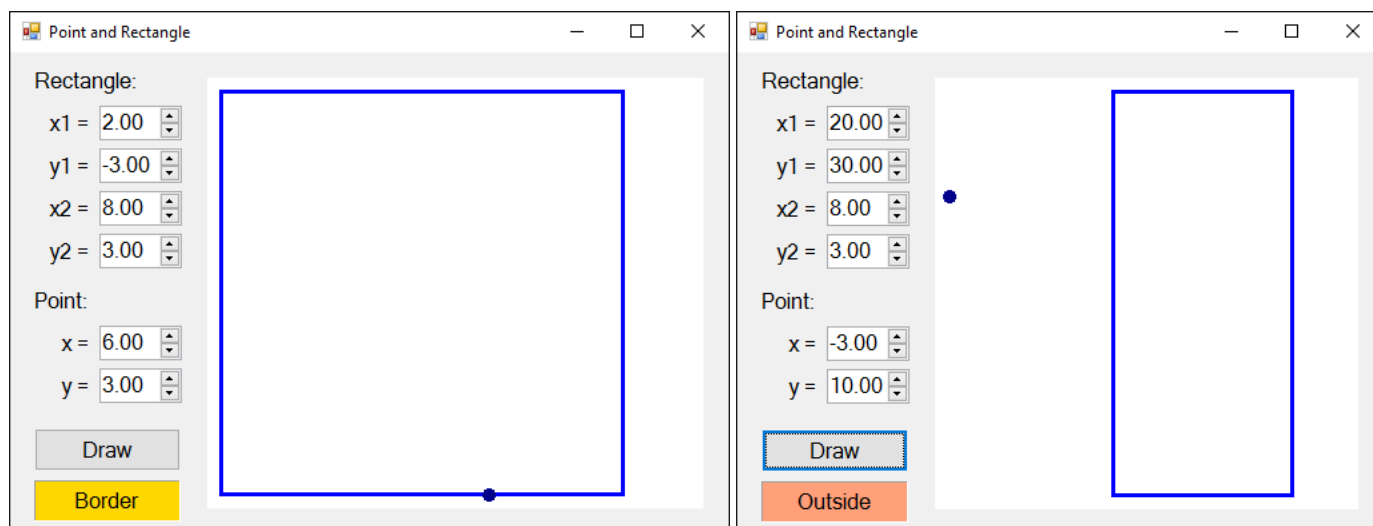 Point and Rectangle
Rectangle:
x1 = 2.00
y1 = -3.00
x2 = 8.00
y2 = 3.00
Point:
x = 6.00
y = 3.00
Draw
Border
Point and Rectangle
Rectangle:
x1 = 20.00
y1 = 30.00
x2 = 8.00
y2 = 3.00
Point:
x = -3.00
y = 10.00
Draw
Outside